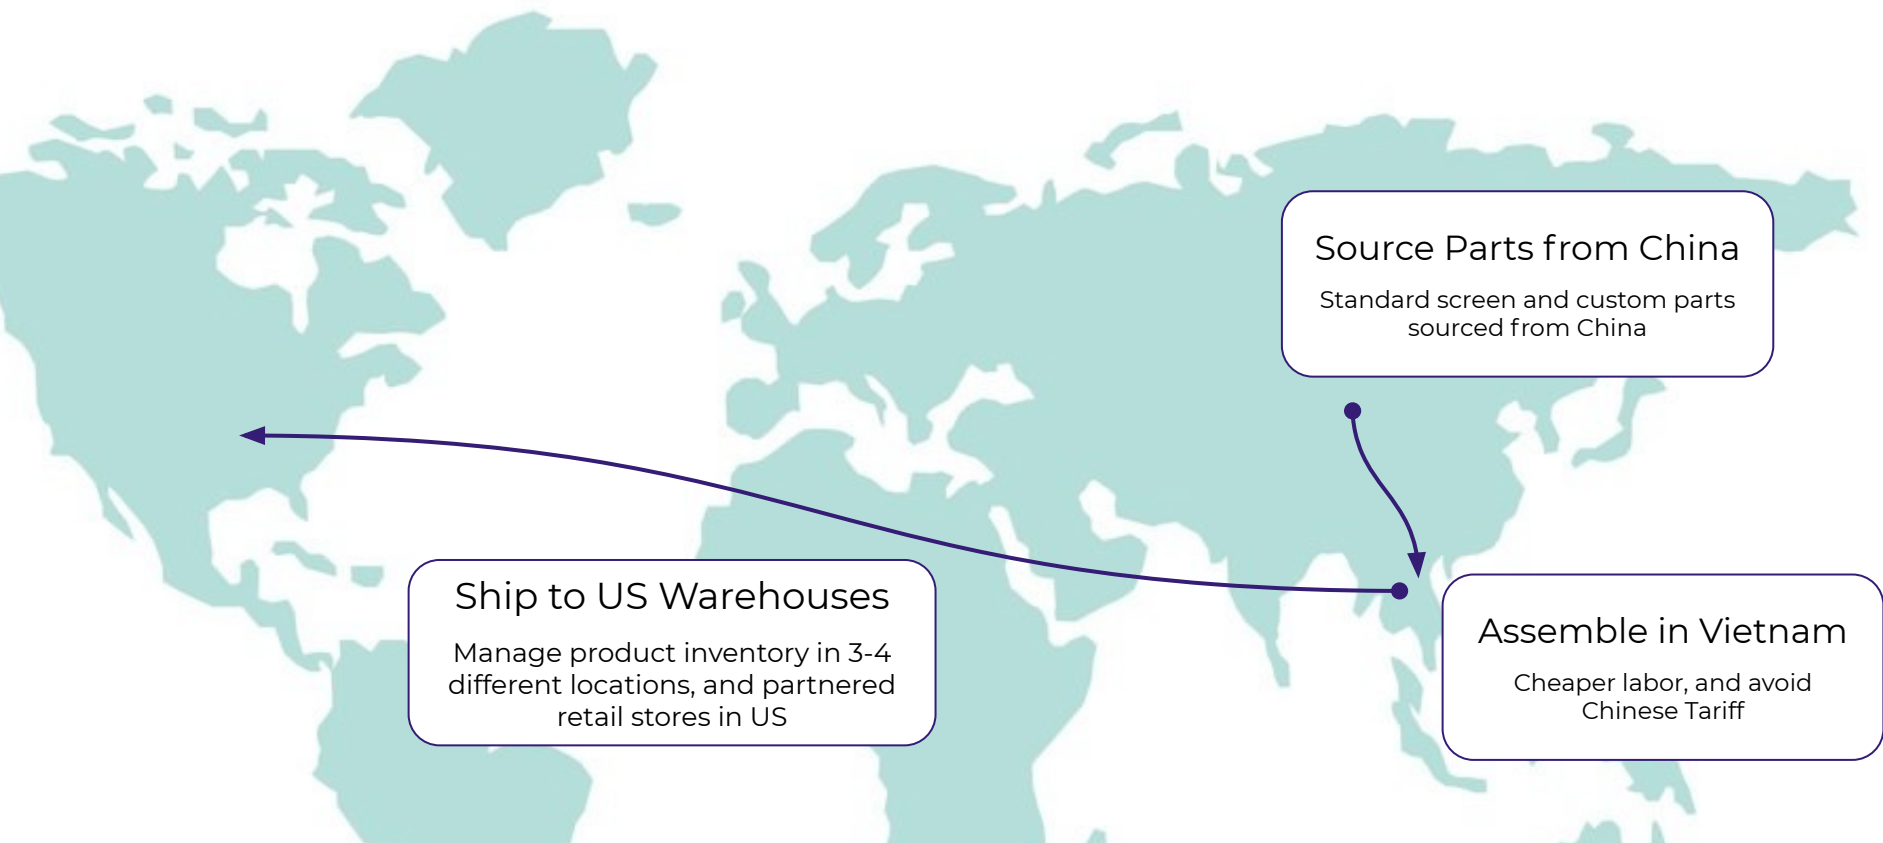 Source Parts from China
Standard screen and custom parts
sourced from China
Ship to US Warehouses
Manage product inventory in 3-4
different locations, and partnered
retail stores in US
Assemble in Vietnam
Cheaper labor, and avoid
Chinese Tariff